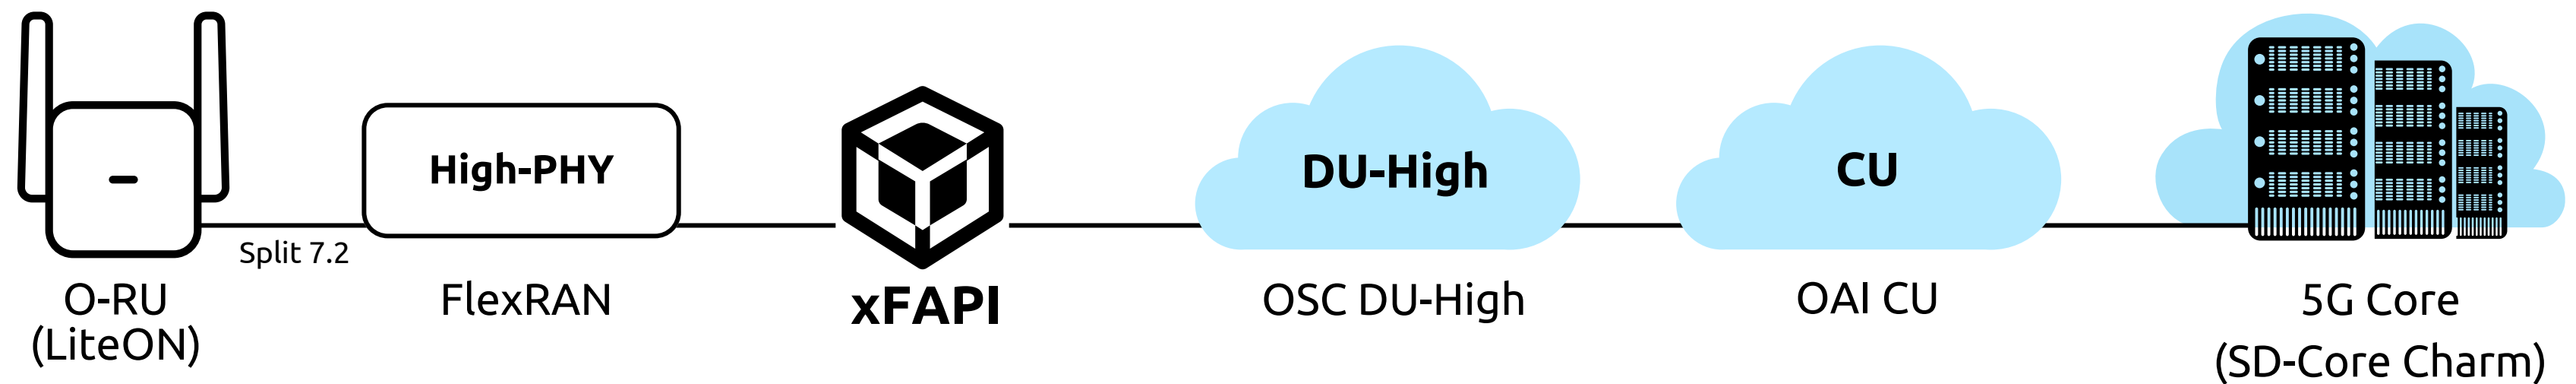 High-PHY
DU-High
CU
Split 7.2
O-RU
(LiteON)
FlexRAN
xFAPI
OSC DU-High
OAI CU
5G Core
(SD-Core Charm)